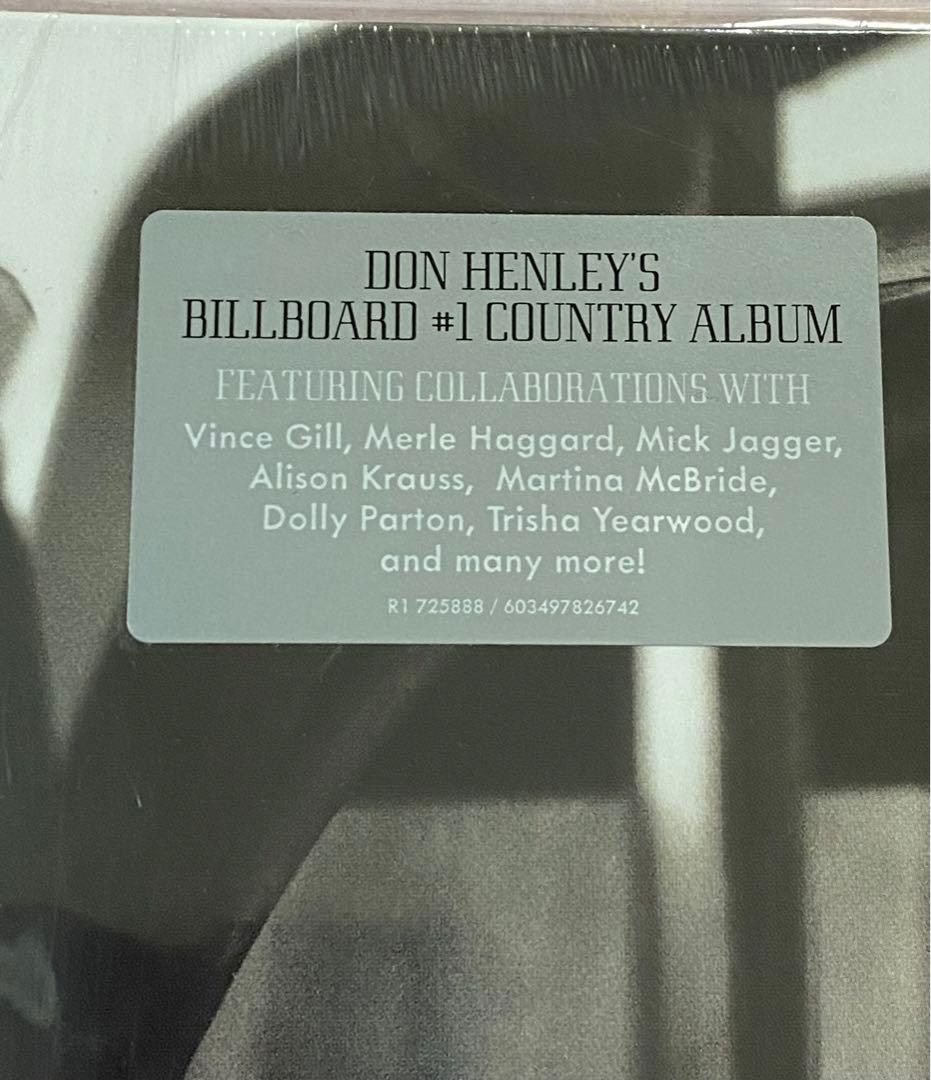 DON HENLEY'S
BILLBOARD #1 COUNTRY ALBUM
FEATURING COLLABORATIONS WITH
Vince Gill, Merle Haggard, Mick Jagger,
Alison Krauss, Martina McBride,
Dolly Parton, Trisha Yearwood,
and many more!
R1 725888 / 603497826742